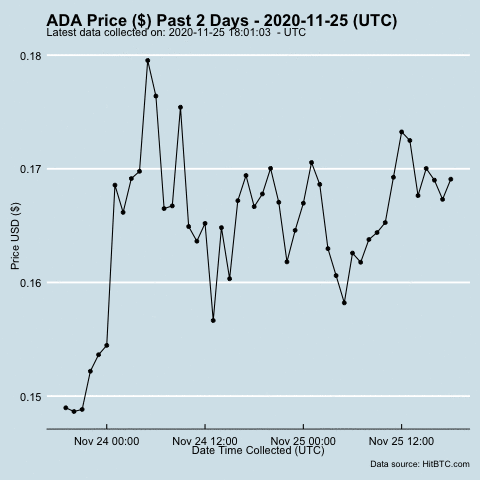 ADA Price ($) Past 2 Days - 2020-11-25 (UTC)
Latest data collected on: 2020-11-25 18:01:03  - UTC
0.18
0.17
0.16
0.15
Price USD ($)
Nov 24 00:00 Nov 24 12:00 Nov 25 00:00 Nov 25 12:00
Date Time Collected (UTC)
Data source: HitBTC.com